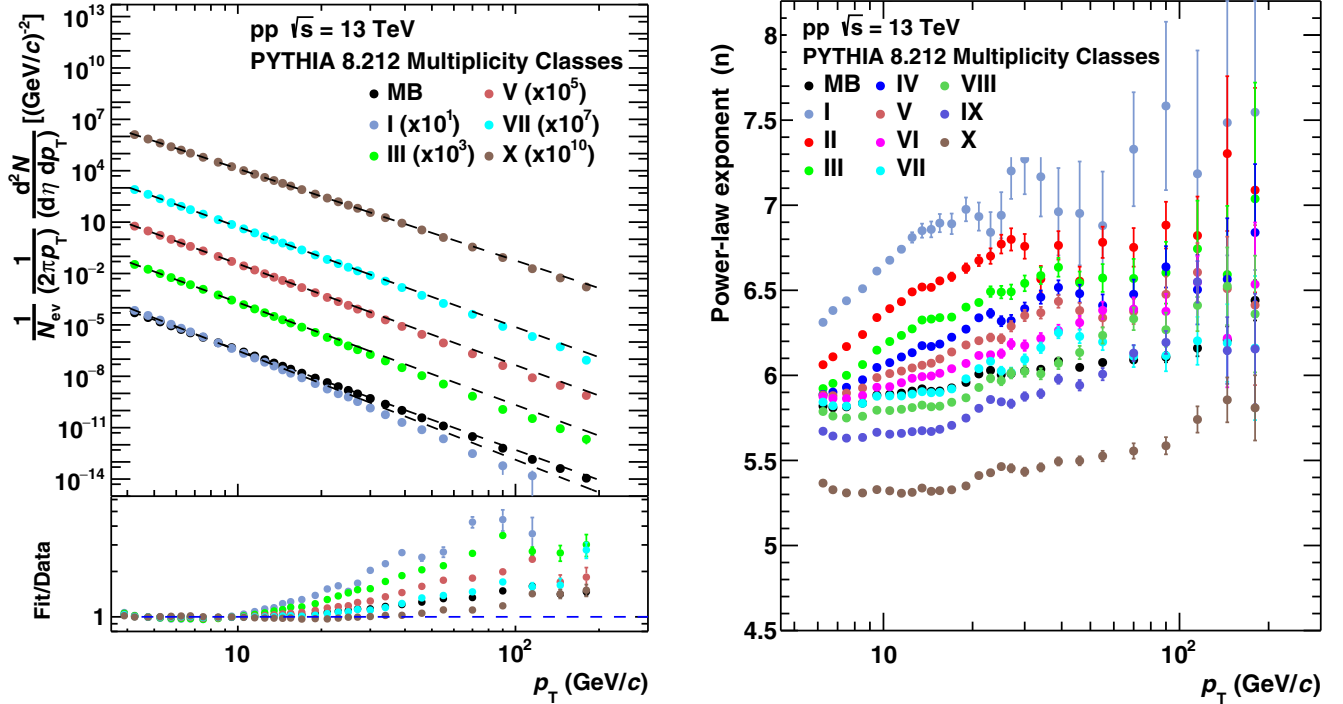 pp √s = 13 TeV
PYTHIA 8.212 Multiplicity Classes
MB
V (x10⁵)
I (x10¹)
VII (x10⁷)
III (x10³)
X (x10¹⁰)
1/N_ev 1/(2πp_T) d²N/(dη dp_T) [(GeV/c)⁻²]
10¹³
10¹⁰
10⁷
10⁴
10
10⁻²
10⁻⁵
10⁻⁸
10⁻¹¹
10⁻¹⁴
Fit/Data
1
10
10²
p_T (GeV/c)
pp √s = 13 TeV
PYTHIA 8.212 Multiplicity Classes
MB
IV
VIII
I
V
IX
II
VI
X
III
VII
Power-law exponent (n)
8
7.5
7
6.5
6
5.5
5
4.5
10
10²
p_T (GeV/c)